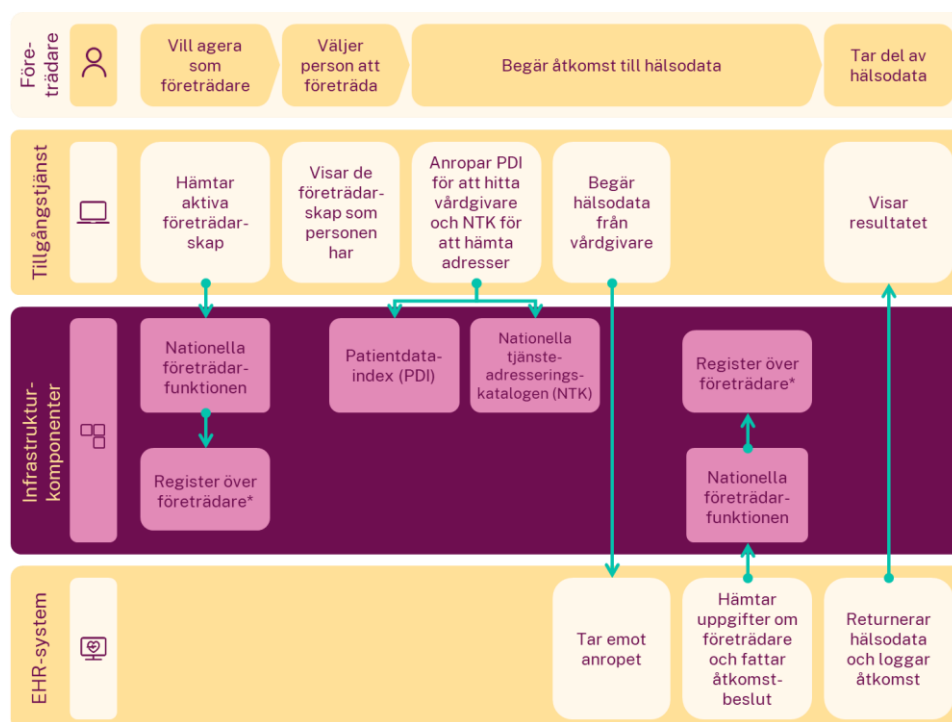 Före-
trädare
Vill agera
som
företrädare
Väljer
person att
företräda
Begär åtkomst till hälsodata
Tar del av
hälsodata
Tillgångstjänst
Hämtar
aktiva
företrädar-
skap
Visar de
företrädar-
skap som
personen
har
Anropar PDI
för att hitta
vårdgivare
och NTK för
att hämta
adresser
Begär
hälsodata
från
vårdgivare
Visar
resultatet
Infrastruktur-
komponenter
Nationella
företrädar-
funktionen
Patientdata-
index (PDI)
Nationella
tjänste-
adresserings-
katalogen (NTK)
Register över
företrädare*
Register över
företrädare*
Nationella
företrädar-
funktionen
EHR-system
Tar emot
anropet
Hämtar
uppgifter om
företrädare
och fattar
åtkomst-
beslut
Returnerar
hälsodata
och loggar
åtkomst